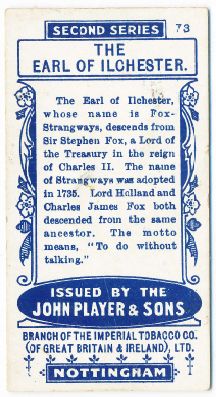 SECOND SERIES 73
THE
EARL OF ILCHESTER.
The Earl of Ilchester,
whose name is Fox-
Strangways, descends from
Sir Stephen Fox, a Lord of
the Treasury in the reign
of Charles II. The name
of Strangways was adopted
in 1735. Lord Holland and
Charles James Fox both
descended from the same
ancestor. The motto
means, "To do without
talking."
ISSUED BY THE
JOHN PLAYER & SONS
BRANCH OF THE IMPERIAL TOBACCO CO.
(OF GREAT BRITAIN & IRELAND), LTD.
NOTTINGHAM